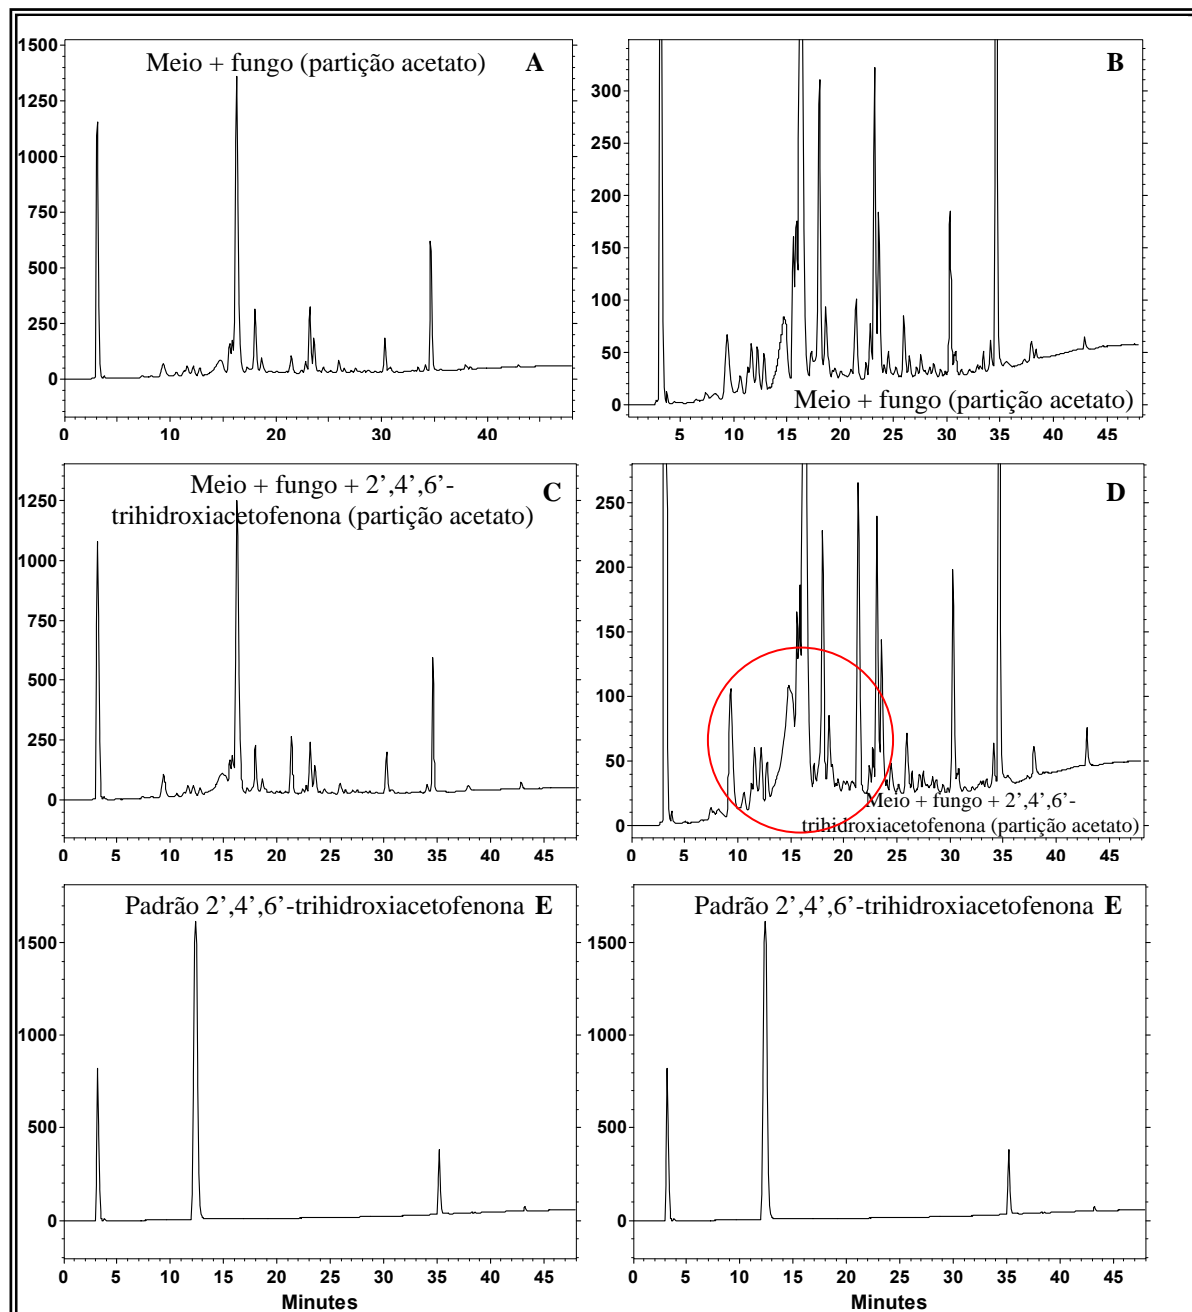 Meio + fungo (partição acetato) A
1500
1250
1000
750
500
250
0
0 10 20 30 40
B
300
250
200
150
100
50
0
Meio + fungo (partição acetato)
5 10 15 20 25 30 35 40 45
Meio + fungo + 2’,4’,6’- C
trihidroxiacetofenona (partição acetato)
1250
1000
750
500
250
0
0 5 10 15 20 25 30 35 40 45
D
250
200
150
100
50
0
Meio + fungo + 2’,4’,6’-
trihidroxiacetofenona (partição acetato)
0 5 10 15 20 25 30 35 40 45
Padrão 2’,4’,6’-trihidroxiacetofenona E
1500
1000
500
0
0 5 10 15 20 25 30 35 40 45
Minutes
Padrão 2’,4’,6’-trihidroxiacetofenona E
1500
1000
500
0
0 5 10 15 20 25 30 35 40 45
Minutes